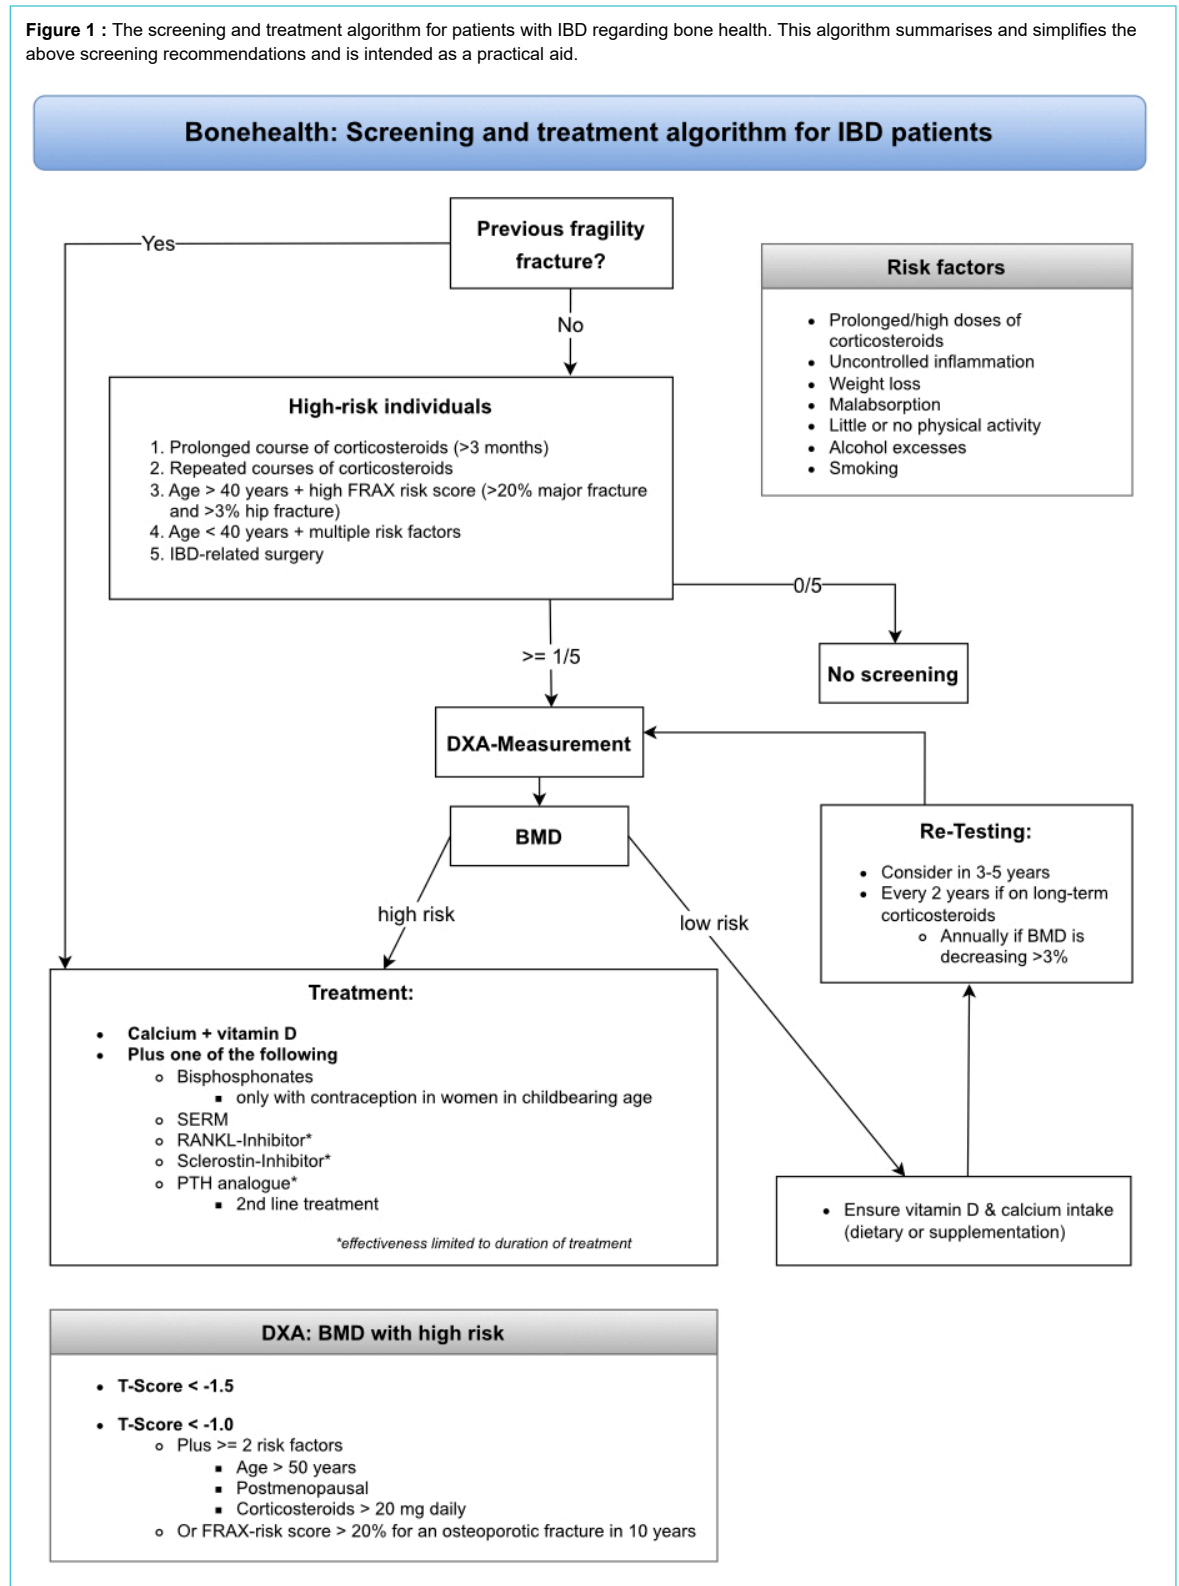 Figure 1 : The screening and treatment algorithm for patients with IBD regarding bone health. This algorithm summarises and simplifies the
above screening recommendations and is intended as a practical aid.
Bonehealth: Screening and treatment algorithm for IBD patients
Previous fragility
fracture?
Yes
No
Risk factors
• Prolonged/high doses of
corticosteroids
• Uncontrolled inflammation
• Weight loss
• Malabsorption
• Little or no physical activity
• Alcohol excesses
• Smoking
High-risk individuals
1. Prolonged course of corticosteroids (>3 months)
2. Repeated courses of corticosteroids
3. Age > 40 years + high FRAX risk score (>20% major fracture
and >3% hip fracture)
4. Age < 40 years + multiple risk factors
5. IBD-related surgery
0/5
>= 1/5
No screening
DXA-Measurement
BMD
high risk
low risk
Re-Testing:
• Consider in 3-5 years
• Every 2 years if on long-term
corticosteroids
○ Annually if BMD is
decreasing >3%
Treatment:
• Calcium + vitamin D
• Plus one of the following
○ Bisphosphonates
▪ only with contraception in women in childbearing age
○ SERM
○ RANKL-Inhibitor*
○ Sclerostin-Inhibitor*
○ PTH analogue*
▪ 2nd line treatment
*effectiveness limited to duration of treatment
• Ensure vitamin D & calcium intake
(dietary or supplementation)
DXA: BMD with high risk
• T-Score < -1.5
• T-Score < -1.0
○ Plus >= 2 risk factors
▪ Age > 50 years
▪ Postmenopausal
▪ Corticosteroids > 20 mg daily
○ Or FRAX-risk score > 20% for an osteoporotic fracture in 10 years